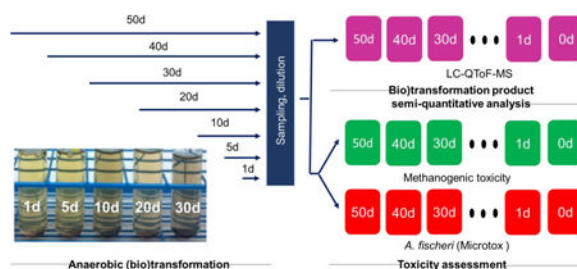 50d
40d
30d
20d
10d
5d
1d
1d 5d 10d 20d 30d
Anaerobic (bio)transformation
Sampling, dilution
50d 40d 30d 1d 0d
LC-QToF-MS
Bio)transformation product
semi-quantitative analysis
50d 40d 30d 1d 0d
Methanogenic toxicity
50d 40d 30d 1d 0d
A. fischeri (Microtox )
Toxicity assessment